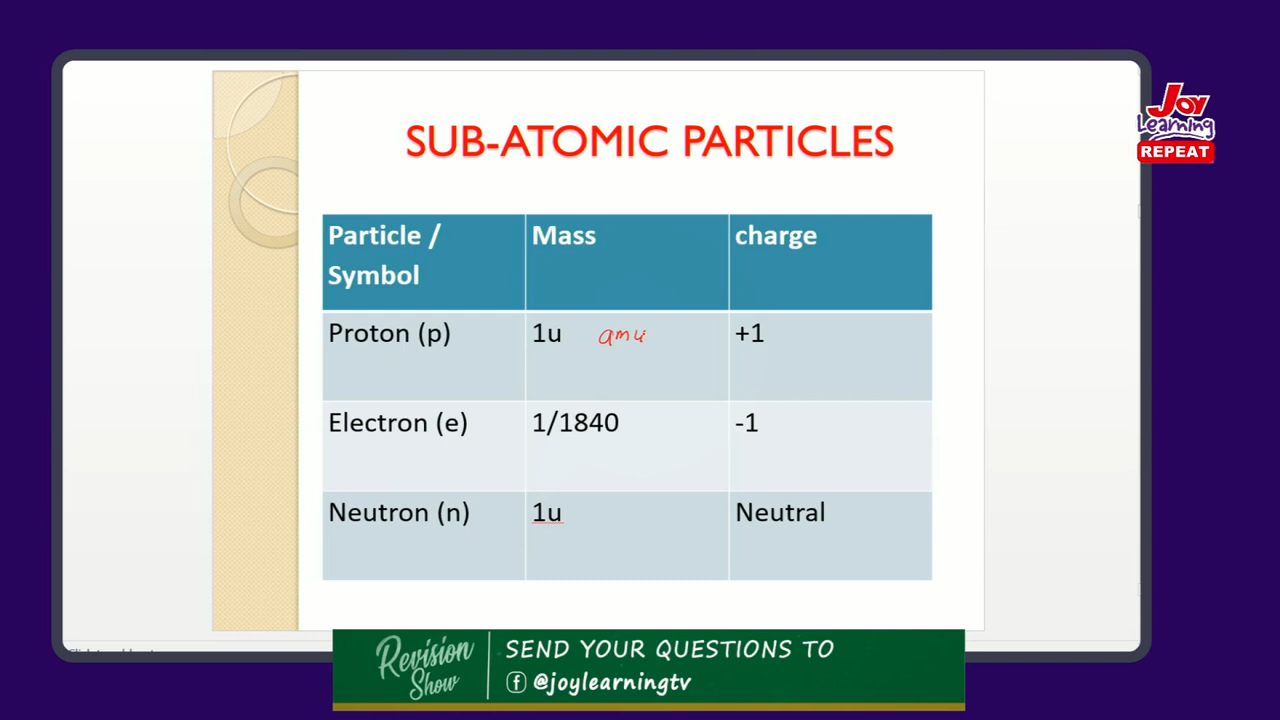 SUB-ATOMIC PARTICLES
Particle / Symbol
Mass
charge
Proton (p)
1u amu
+1
Electron (e)
1/1840
-1
Neutron (n)
1u
Neutral
Joy
Learning
REPEAT
Revision
Show
SEND YOUR QUESTIONS TO
@joylearningtv